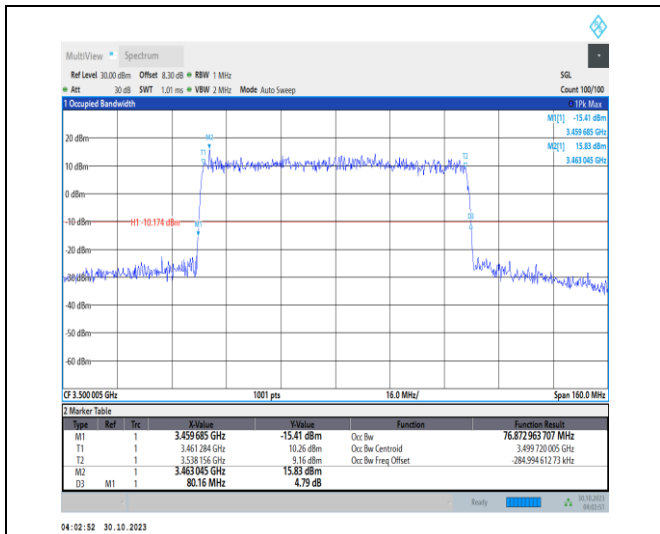 MultiView Spectrum
Ref Level 30.00 dBm Offset 8.30 dB RBW 1 MHz SGL
Att 30 dB SWT 1.01 ms VBW 2 MHz Mode Auto Sweep Count 100/100
1 Occupied Bandwidth 1Pk Max
M1[1] -15.41 dBm
3.459 685 GHz
M2[1] 15.83 dBm
3.463 045 GHz
M2
20 dBm
T1
T2
10 dBm
0 dBm
D3
-10 dBm
H1 -10.174 dBm
M1
-20 dBm
-30 dBm
-40 dBm
-50 dBm
-60 dBm
CF 3.500 005 GHz 1001 pts 16.0 MHz/ Span 160.0 MHz
2 Marker Table
Type Ref Trc X-Value Y-Value Function Function Result
M1 1 3.459 685 GHz -15.41 dBm Occ Bw 76.872 963 707 MHz
T1 1 3.461 284 GHz 10.26 dBm Occ Bw Centroid 3.499 720 005 GHz
T2 1 3.538 156 GHz 9.16 dBm Occ Bw Freq Offset -284.994 612 73 kHz
M2 1 3.463 045 GHz 15.83 dBm
D3 M1 1 80.16 MHz 4.79 dB
Ready 30.10.2023
04:02:51
04:02:52 30.10.2023